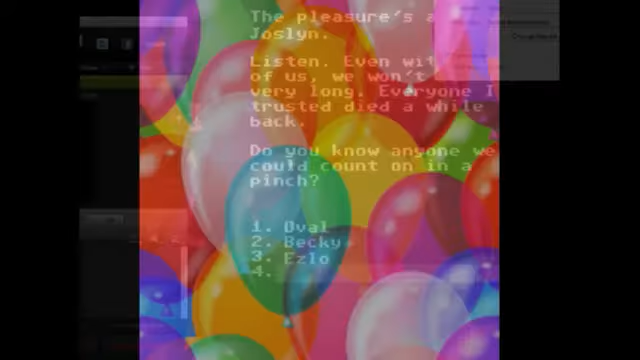 The pleasure's a
Joslyn.
Listen. Even wit
of us, we won't
very long. Everyone I
trusted died a while
back.
Do you know anyone we
could count on in a
pinch?
1. Oval
2. Becky
3. Ezlo
4.